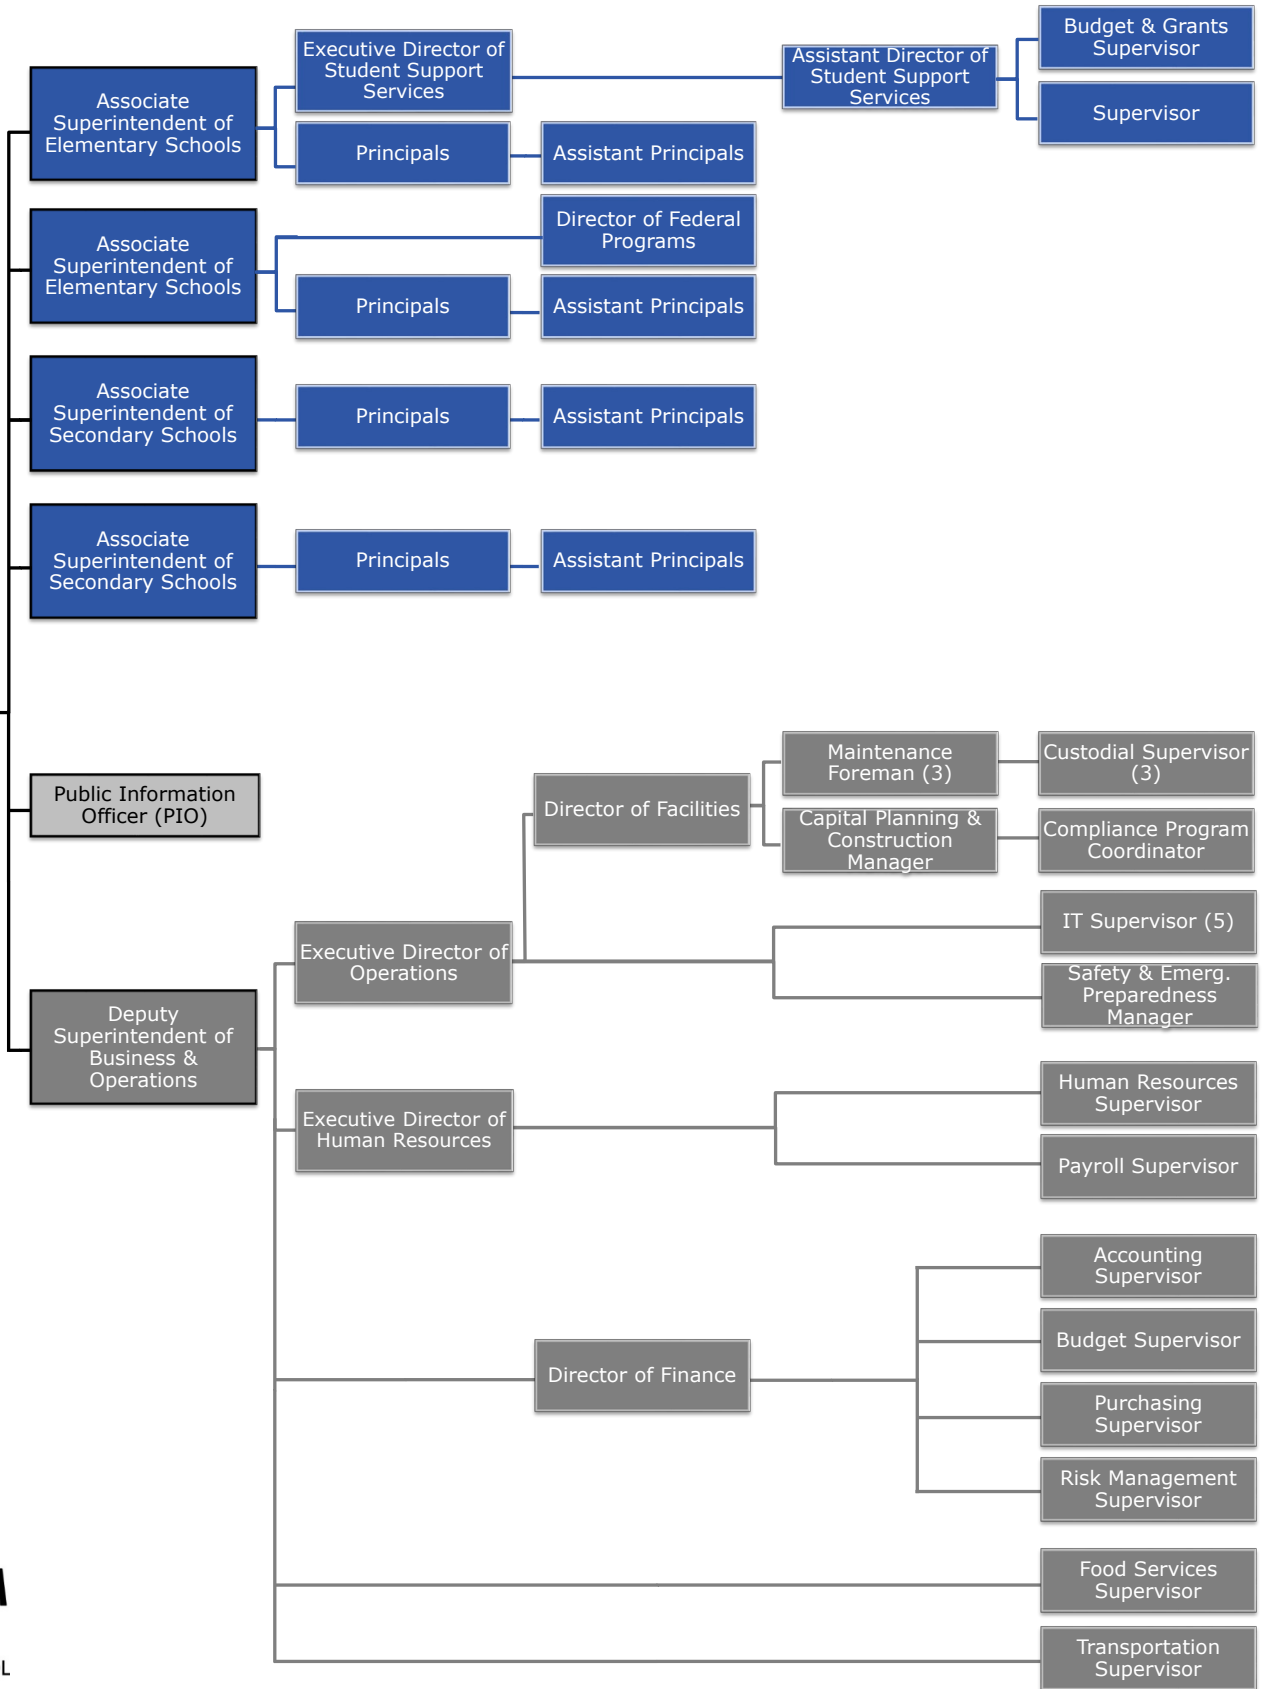 Associate
Superintendent of
Elementary Schools
Executive Director of
Student Support
Services
Assistant Director of
Student Support
Services
Budget & Grants
Supervisor
Supervisor
Principals
Assistant Principals
Associate
Superintendent of
Elementary Schools
Director of Federal
Programs
Principals
Assistant Principals
Associate
Superintendent of
Secondary Schools
Principals
Assistant Principals
Associate
Superintendent of
Secondary Schools
Principals
Assistant Principals
Public Information
Officer (PIO)
Deputy
Superintendent of
Business &
Operations
Executive Director of
Operations
Director of Facilities
Maintenance
Foreman (3)
Custodial Supervisor
(3)
Capital Planning &
Construction
Manager
Compliance Program
Coordinator
IT Supervisor (5)
Safety & Emerg.
Preparedness
Manager
Executive Director of
Human Resources
Human Resources
Supervisor
Payroll Supervisor
Director of Finance
Accounting
Supervisor
Budget Supervisor
Purchasing
Supervisor
Risk Management
Supervisor
Food Services
Supervisor
Transportation
Supervisor